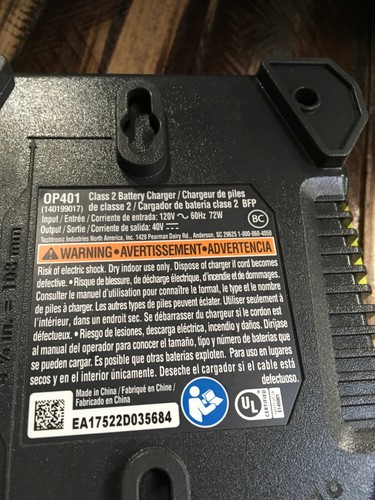 OP401 Class 2 Battery Charger / Chargeur de piles
(140199017) de classe 2 / Cargador de batería clase 2 BFP
Input / Entrée / Corriente de entrada: 120V ~ 60Hz 72W
Output / Sortie / Corriente de salida: 40V BC
Techtronic Industries North America, Inc. 1428 Pearman Dairy Rd., Anderson, SC 29625 1-800-860-4050
WARNING • AVERTISSEMENT • ADVERTENCIA
Risk of electric shock. Dry indoor use only. Dispose of charger if cord becomes
defective. • Risque de blessure, de décharge électrique, d'incendie et de dommages.
Consulter le manuel d'utilisation pour connaître le format, le type et le nombre
de piles à charger. Les autres types de piles peuvent éclater. Utiliser seulement à
l'intérieur, dans un endroit sec. Se débarrasser du chargeur si le cordon est
défectueux. • Riesgo de lesiones, descarga eléctrica, incendio y daños. Diríjase
al manual del operador para conocer el tamaño, tipo y número de baterías que
se pueden cargar. Es posible que otras baterías exploten. Para uso en lugares
secos y en el interior únicamente. Deseche el cargador si el cable está
defectuoso.
Made in China / Fabriqué en Chine /
Fabricado en China
EA17522D035684
UL